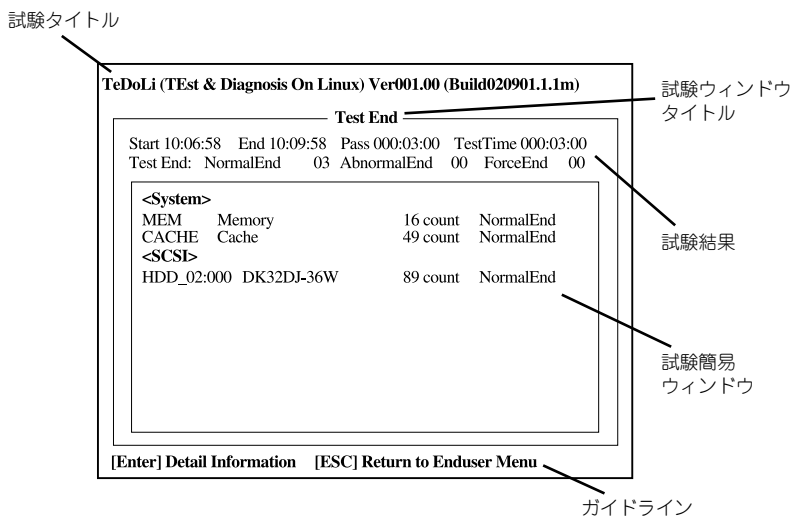 試験タイトル
TeDoLi (TEst & Diagnosis On Linux) Ver001.00 (Build020901.1.1m)
試験ウィンドウ
タイトル
Test End
Start 10:06:58 End 10:09:58 Pass 000:03:00 TestTime 000:03:00
Test End: NormalEnd 03 AbnormalEnd 00 ForceEnd 00
<System>
MEM Memory 16 count NormalEnd
CACHE Cache 49 count NormalEnd
<SCSI>
HDD_02:000 DK32DJ-36W 89 count NormalEnd
試験結果
試験簡易
ウィンドウ
[Enter] Detail Information [ESC] Return to Enduser Menu
ガイドライン